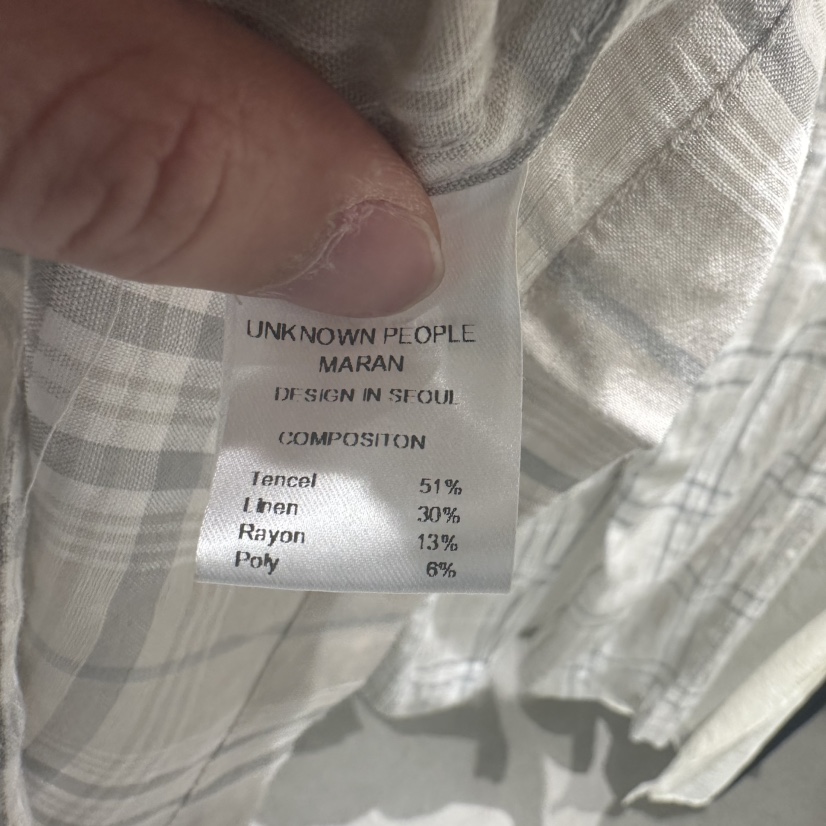 UNKNOWN PEOPLE
MARAN
DESIGN IN SEOUL
COMPOSITON
Tencel 51%
Linen 30%
Rayon 13%
Poly 6%